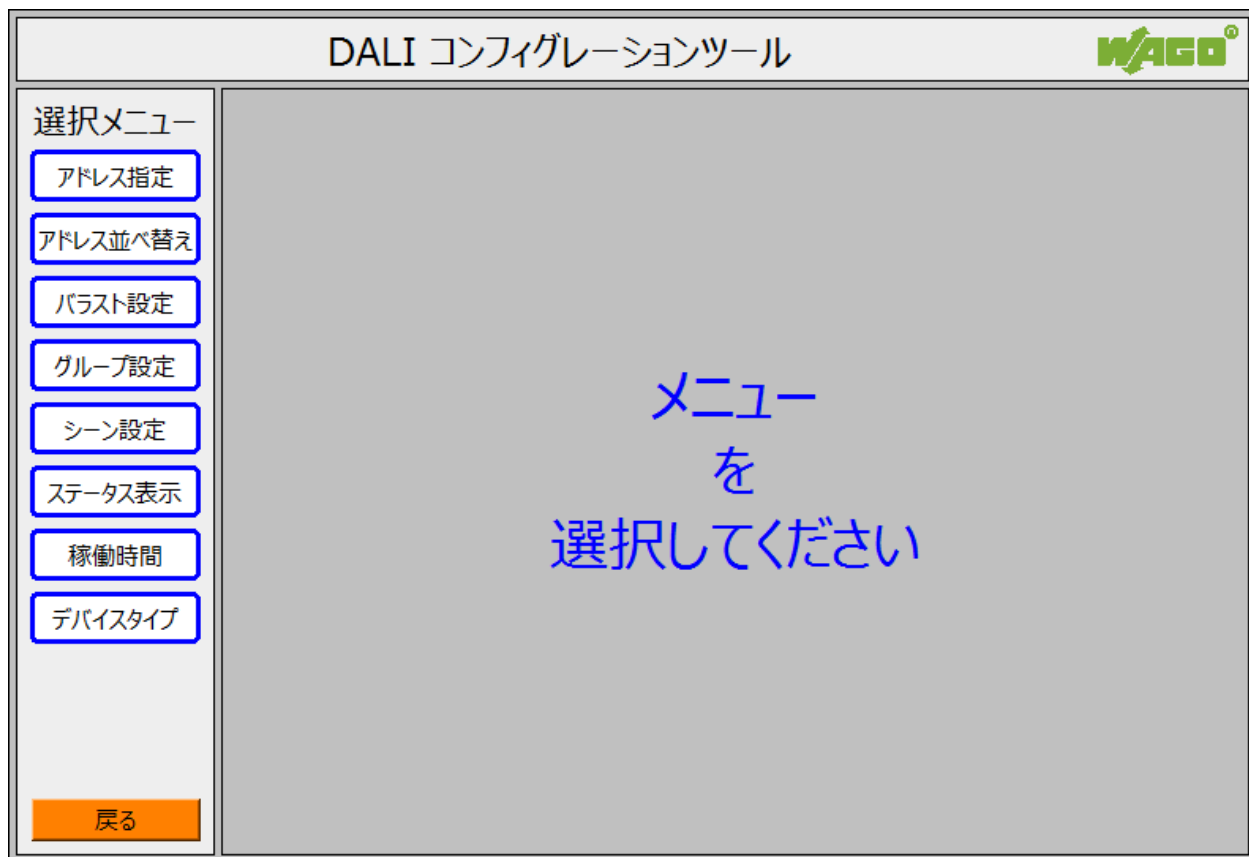 DALI コンフィグレーションツール
WAGO®
選択メニュー
アドレス指定
アドレス並べ替え
バラスト設定
グループ設定
シーン設定
ステータス表示
稼働時間
デバイスタイプ
戻る
メニュー
を
選択してください